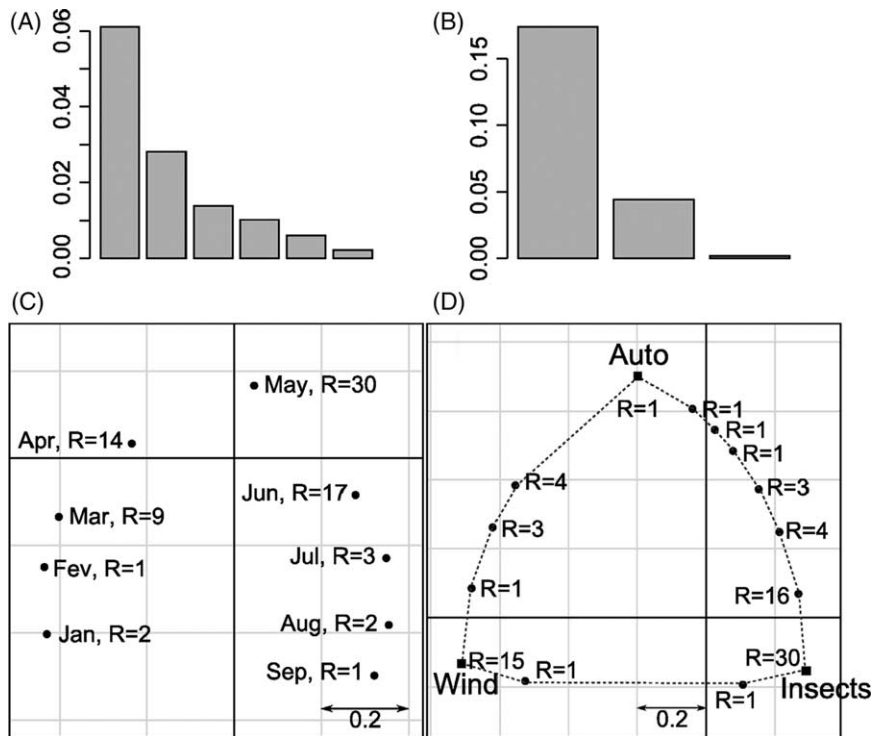 (A)
0.06
0.04
0.02
0.00
(B)
0.15
0.10
0.05
0.00
(C)
May, R=30
Apr, R=14
Jun, R=17
Mar, R=9
Jul, R=3
Fev, R=1
Aug, R=2
Jan, R=2
Sep, R=1
0.2
(D)
Auto
R=1
R=1
R=1
R=1
R=4
R=3
R=3
R=4
R=1
R=16
R=15
R=30
Wind
R=1
R=1
Insects
0.2